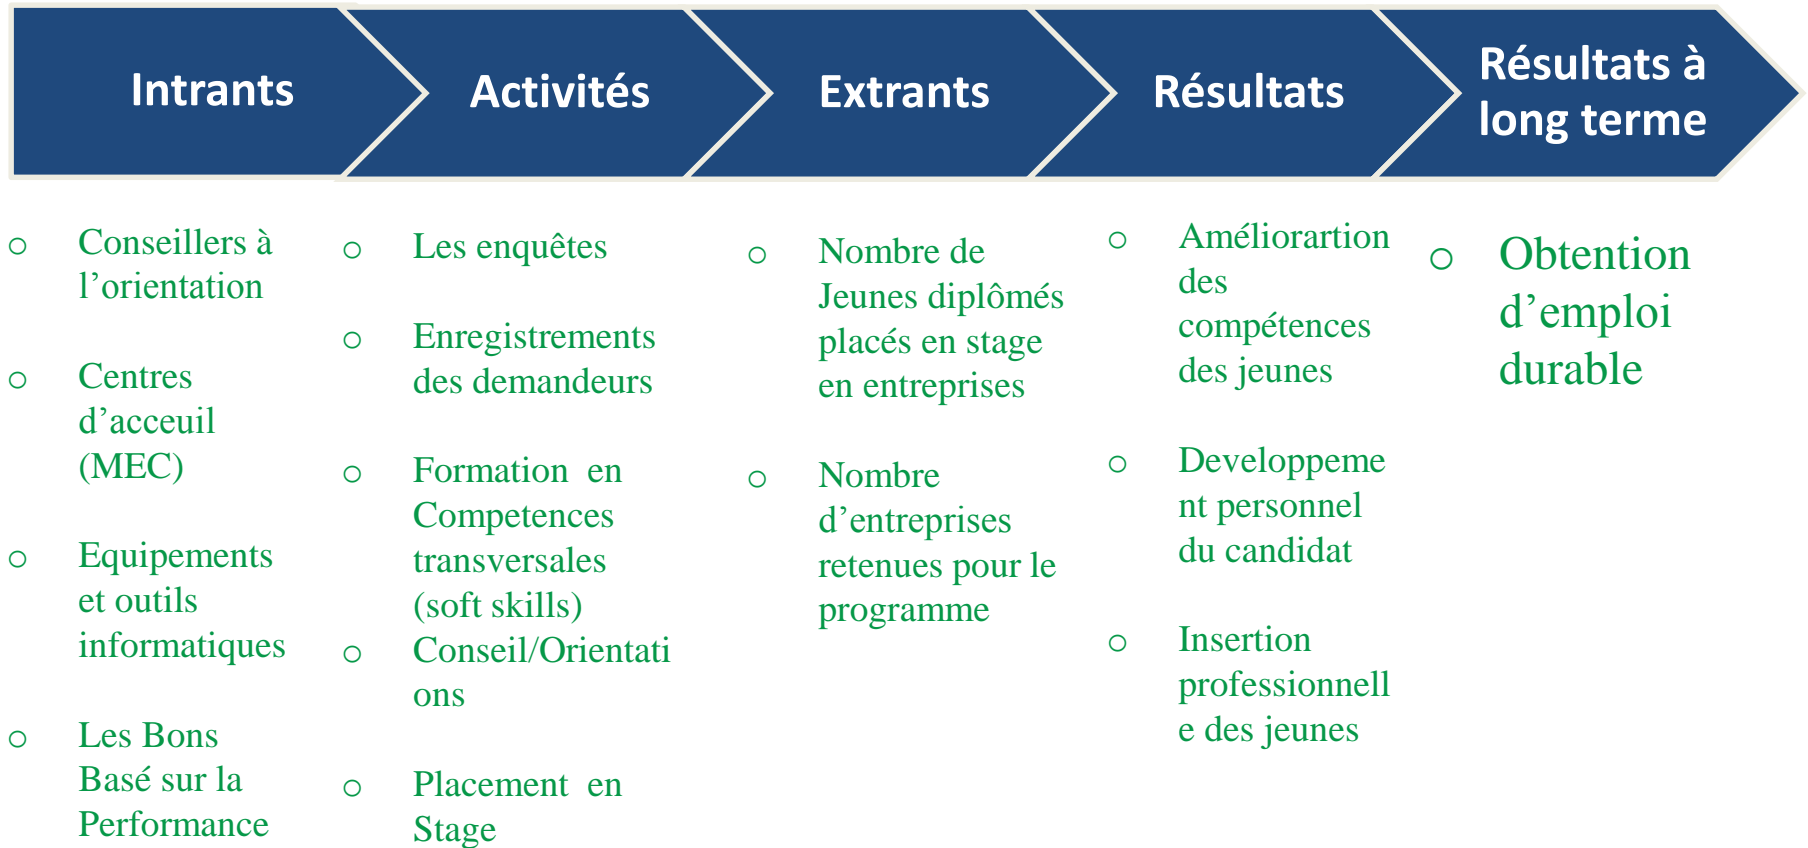 Intrants
Activités
Extrants
Résultats
Résultats à
long terme
o Conseillers à
l’orientation
o Centres
d’acceuil
(MEC)
o Equipements
et outils
informatiques
o Les Bons
Basé sur la
Performance
o Les enquêtes
o Enregistrements
des demandeurs
o Formation en
Competences
transversales
(soft skills)
o Conseil/Orientati
ons
o Placement en
Stage
o Nombre de
Jeunes diplômés
placés en stage
en entreprises
o Nombre
d’entreprises
retenues pour le
programme
o Améliorartion
des
compétences
des jeunes
o Developpeme
nt personnel
du candidat
o Insertion
professionnell
e des jeunes
o Obtention
d’emploi
durable